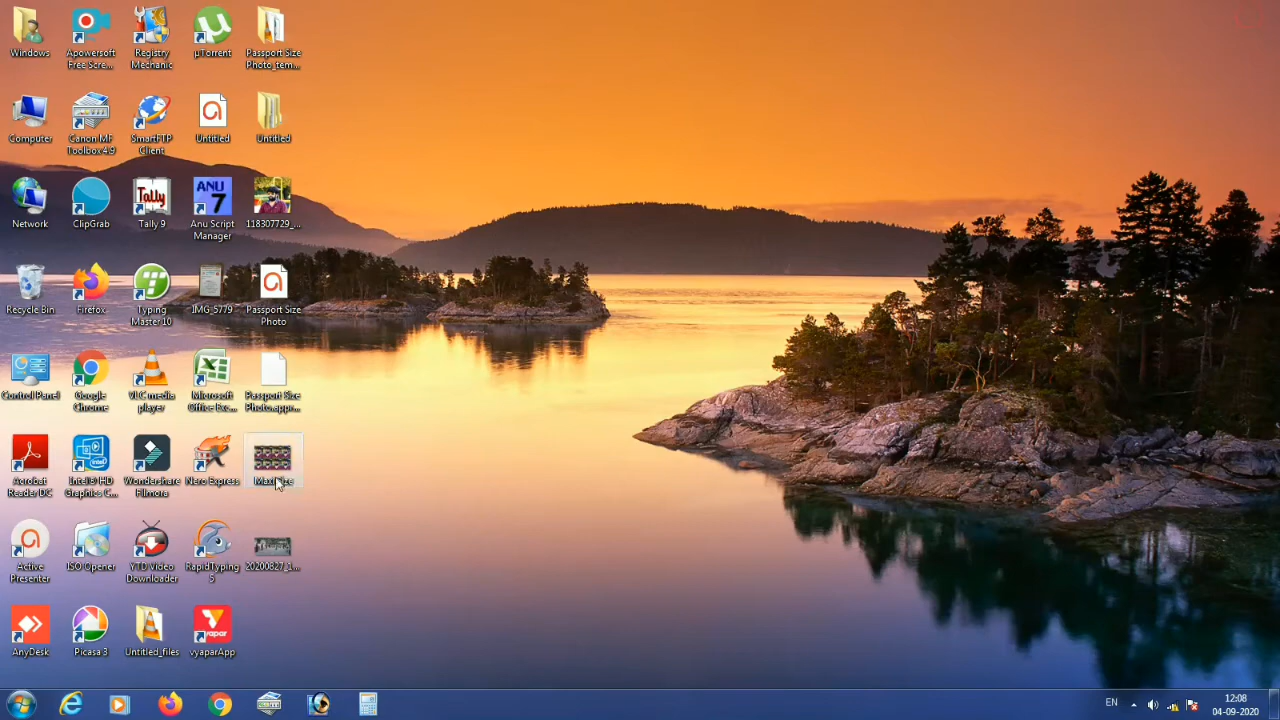 Windows
Apowersoft
Free Scre...
Registry
Mechanic
µTorrent
Passport Size
Photo_tem...
Computer
Canon MF
Toolbox 4.9
SmartFTP
Client
Untitled
Untitled
Network
ClipGrab
Tally
Tally 9
ANU
7
Anu Script
Manager
118307729_...
Recycle Bin
Firefox
Typing
Master 10
IMG_5779
Passport Size
Photo
Control Panel
Google
Chrome
VLC media
player
Microsoft
Office Exc...
Passport Size
Photo.appr...
Acrobat
Reader DC
Intel® HD
Graphics C...
Wondershare
Filmora
Nero Express
Active
Presenter
ISO Opener
YTD Video
Downloader
RapidTyping
5
20200827_1...
AnyDesk
Picasa 3
Untitled_files
vyapar
vyaparApp
EN
12:08
04-09-2020